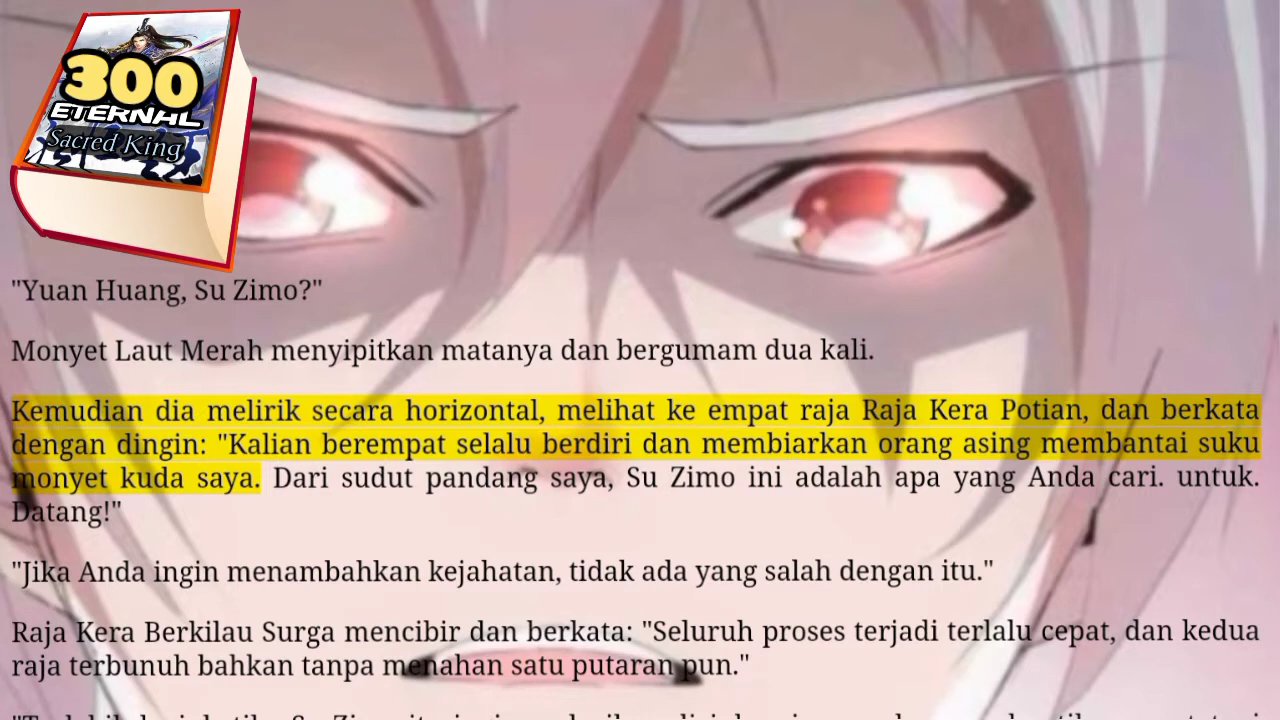 300
ETERNAL
Sacred King
"Yuan Huang, Su Zimo?"
Monyet Laut Merah menyipitkan matanya dan bergumam dua kali.
Kemudian dia melirik secara horizontal, melihat ke empat raja Raja Kera Potian, dan berkata
dengan dingin: "Kalian berempat selalu berdiri dan membiarkan orang asing membantai suku
monyet kuda saya. Dari sudut pandang saya, Su Zimo ini adalah apa yang Anda cari. untuk.
Datang!"
"Jika Anda ingin menambahkan kejahatan, tidak ada yang salah dengan itu."
Raja Kera Berkilau Surga mencibir dan berkata: "Seluruh proses terjadi terlalu cepat, dan kedua
raja terbunuh bahkan tanpa menahan satu putaran pun."